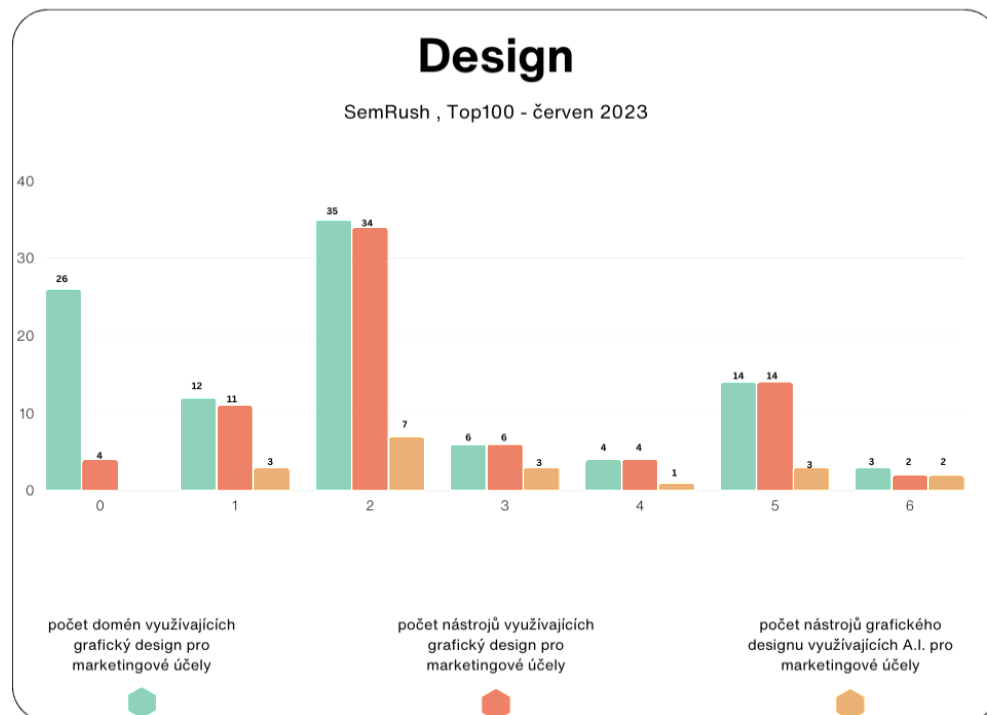 Design
SemRush , Top100 - červen 2023
40
30
20
10
0
26
4
12
11
3
35
34
7
6
6
3
4
4
1
14
14
3
3
2
2
0
1
2
3
4
5
6
počet domén využívajících
grafický design pro
marketingové účely
počet nástrojů využívajících
grafický design pro
marketingové účely
počet nástrojů grafického
designu využívajících A.I. pro
marketingové účely